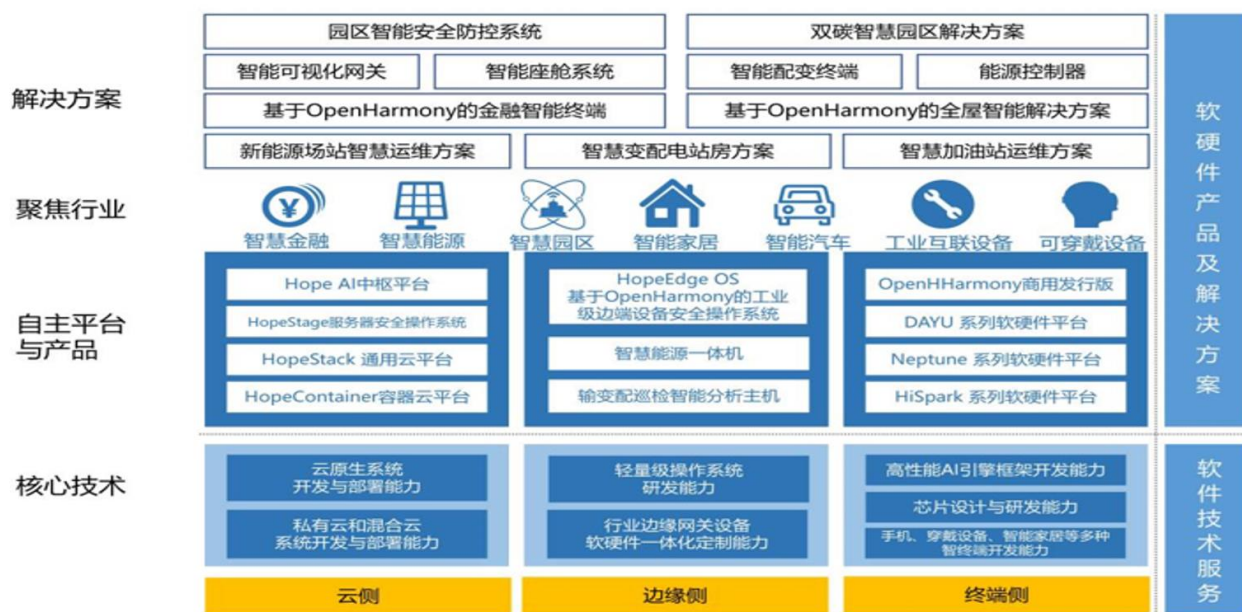 园区智能安全防控系统
双碳智慧园区解决方案
智能可视化网关
智能座舱系统
智能配变终端
能源控制器
解决方案
基于OpenHarmony的金融智能终端
基于OpenHarmony的全屋智能解决方案
新能源场站智慧运维方案
智慧变配电站房方案
智慧加油站运维方案
聚焦行业
智慧金融
智慧能源
智慧园区
智能家居
智能汽车
工业互联设备
可穿戴设备
自主平台
与产品
Hope AI中枢平台
HopeStage服务器安全操作系统
HopeStack 通用云平台
HopeContainer容器云平台
HopeEdge OS
基于OpenHarmony的工业
级边端设备安全操作系统
智慧能源一体机
输变配巡检智能分析主机
OpenHHarmony商用发行版
DAYU 系列软硬件平台
Neptune 系列软硬件平台
HiSpark 系列软硬件平台
软硬件产品及解决方案
核心技术
云原生系统
开发与部署能力
私有云和混合云
系统开发与部署能力
轻量级操作系统
研发能力
行业边缘网关设备
软硬件一体化定制能力
高性能AI引擎框架开发能力
芯片设计与研发能力
手机、穿戴设备、智能家居等多种
智终端开发能力
软件技术服务
云侧
边缘侧
终端侧